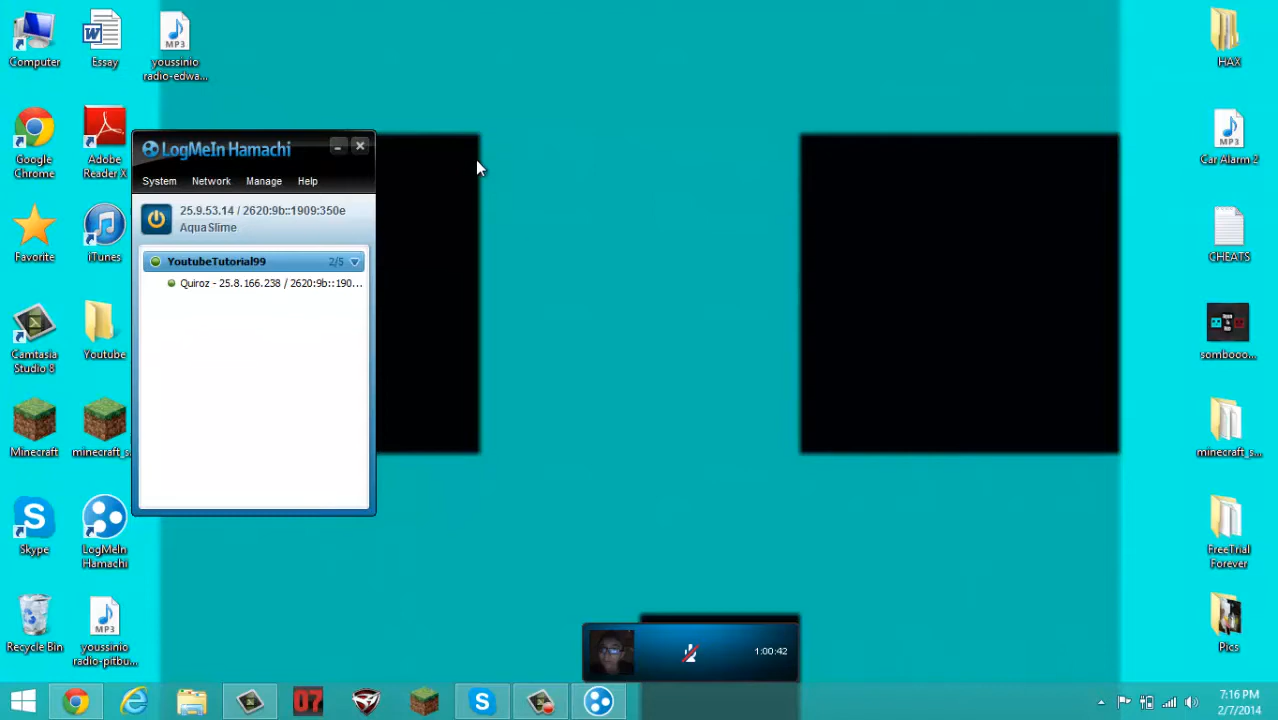 Computer
Essay
youssinio
radio-edwa...
HAX
Google
Chrome
Adobe
Reader X
Car Alarm 2
Favorite
iTunes
CHEATS
Camtasia
Studio 8
Youtube
sombooo...
Minecraft
minecraft_s
minecraft_s...
Skype
LogMeIn
Hamachi
FreeTrial
Forever
Recycle Bin
youssinio
radio-pitbu...
Pics
MP3
MP3
MP3
LogMeIn Hamachi
System Network Manage Help
25.9.53.14 / 2620:9b::1909:350e
AquaSlime
YoutubeTutorial99 2/5
Quiroz - 25.8.166.238 / 2620:9b::190...
1:00:42
07
7:16 PM
2/7/2014